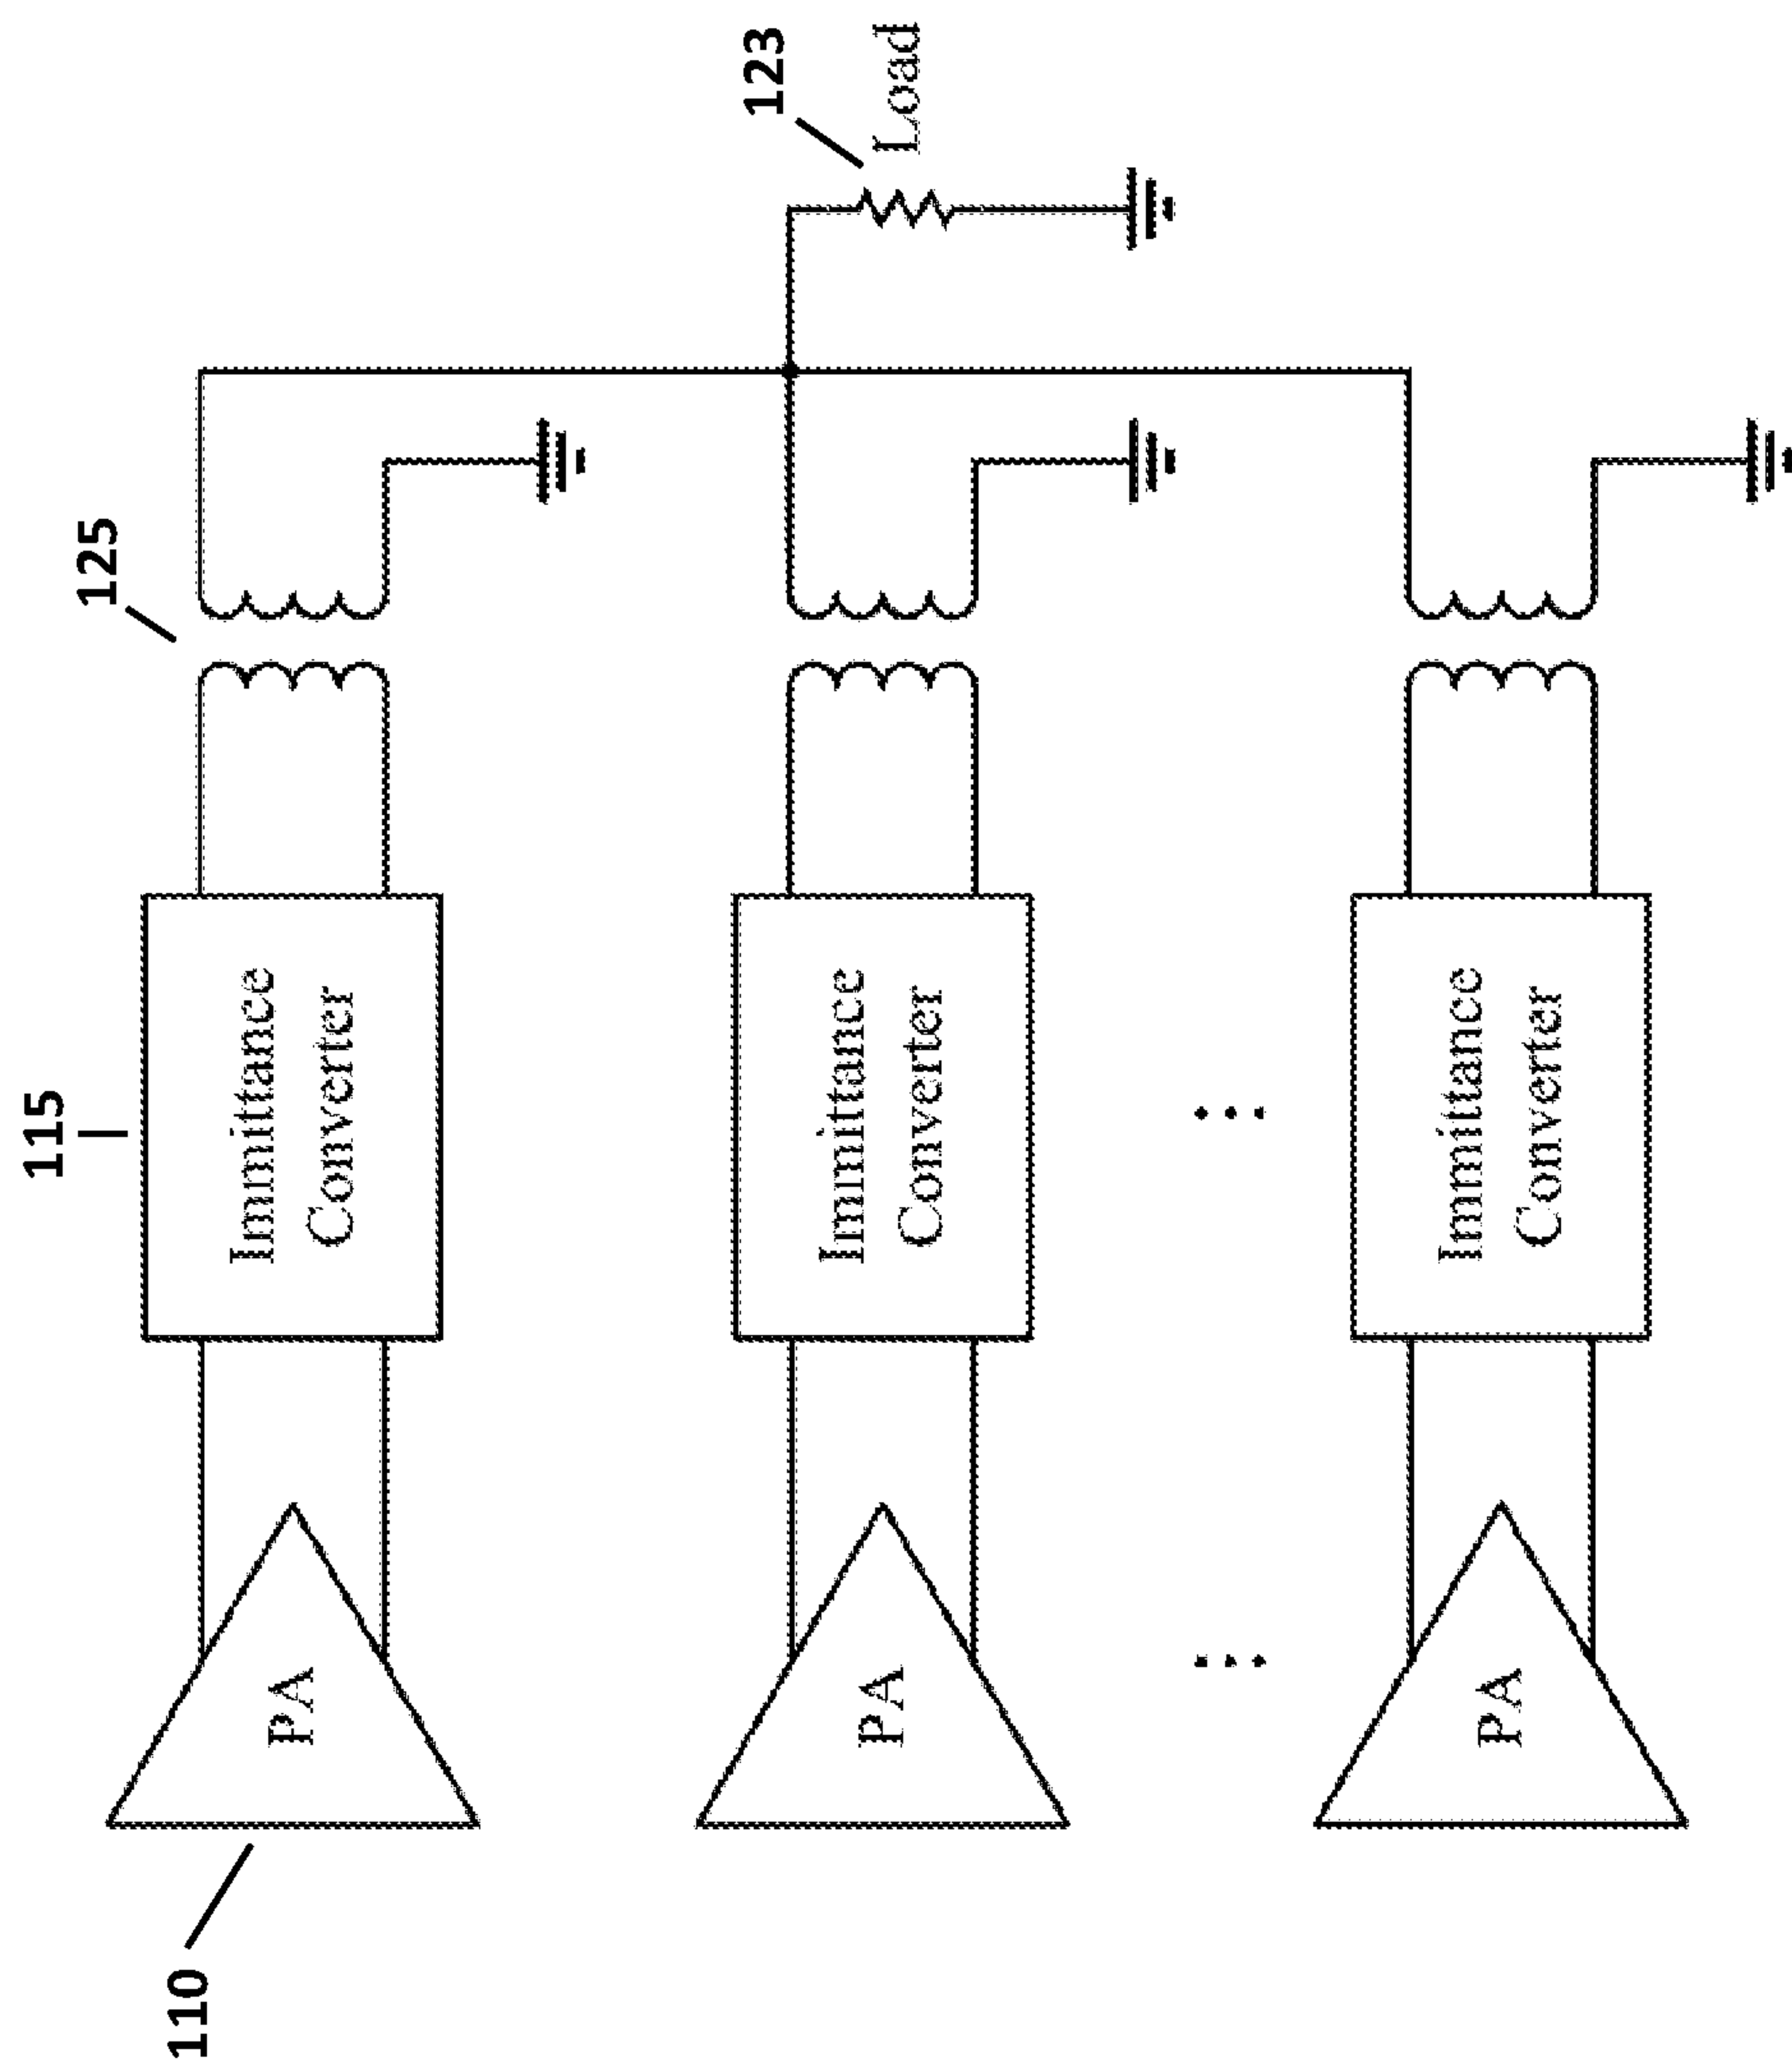 110
115
125
123
PA
Immittance
Converter
Load
PA
Immittance
Converter
PA
Immittance
Converter